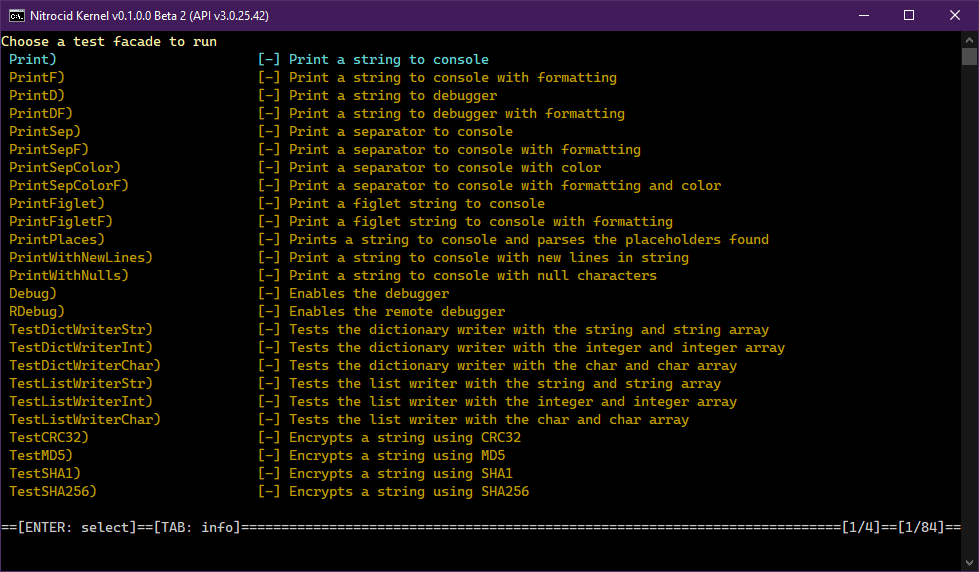 Nitrocid Kernel v0.1.0.0 Beta 2 (API v3.0.25.42)
Choose a test facade to run
Print) [-] Print a string to console
PrintF) [-] Print a string to console with formatting
PrintD) [-] Print a string to debugger
PrintDF) [-] Print a string to debugger with formatting
PrintSep) [-] Print a separator to console
PrintSepF) [-] Print a separator to console with formatting
PrintSepColor) [-] Print a separator to console with color
PrintSepColorF) [-] Print a separator to console with formatting and color
PrintFiglet) [-] Print a figlet string to console
PrintFigletF) [-] Print a figlet string to console with formatting
PrintPlaces) [-] Prints a string to console and parses the placeholders found
PrintWithNewLines) [-] Print a string to console with new lines in string
PrintWithNulls) [-] Print a string to console with null characters
Debug) [-] Enables the debugger
RDebug) [-] Enables the remote debugger
TestDictWriterStr) [-] Tests the dictionary writer with the string and string array
TestDictWriterInt) [-] Tests the dictionary writer with the integer and integer array
TestDictWriterChar) [-] Tests the dictionary writer with the char and char array
TestListWriterStr) [-] Tests the list writer with the string and string array
TestListWriterInt) [-] Tests the list writer with the integer and integer array
TestListWriterChar) [-] Tests the list writer with the char and char array
TestCRC32) [-] Encrypts a string using CRC32
TestMD5) [-] Encrypts a string using MD5
TestSHA1) [-] Encrypts a string using SHA1
TestSHA256) [-] Encrypts a string using SHA256
==[ENTER: select]==[TAB: info]===========================================================================[1/4]==[1/84]==